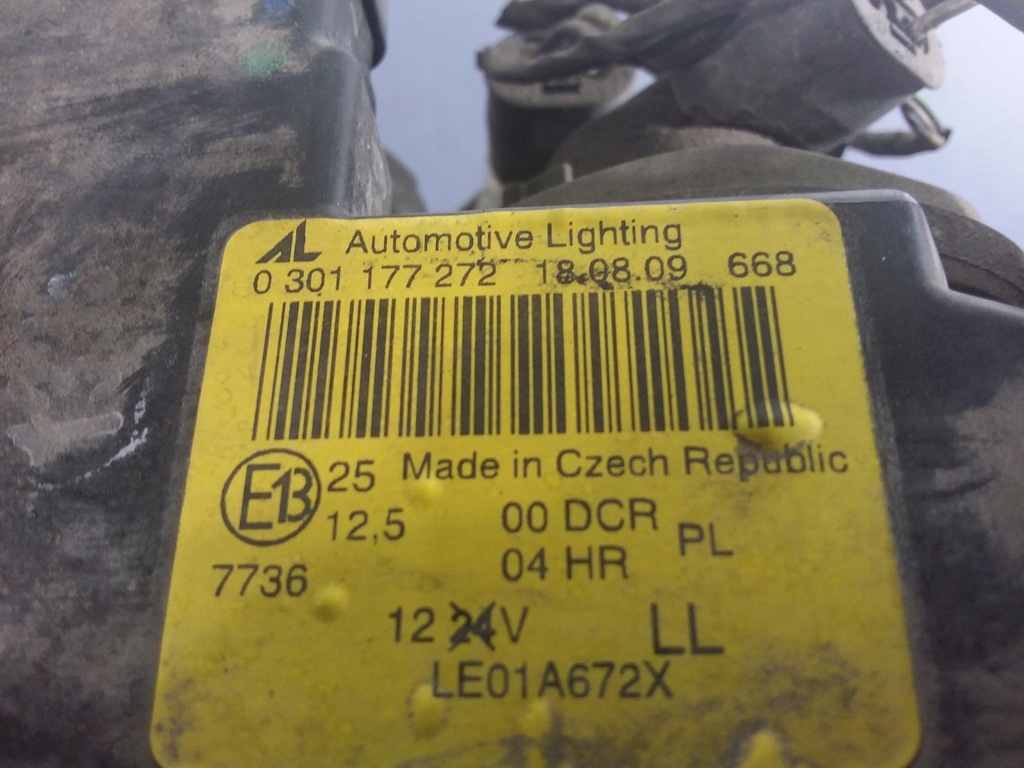 AL Automotive Lighting
0 301 177 272 18.08.09 668
E13 25 Made in Czech Republic
12,5 00 DCR PL
7736 04 HR
12 24V LL
LE01A672X